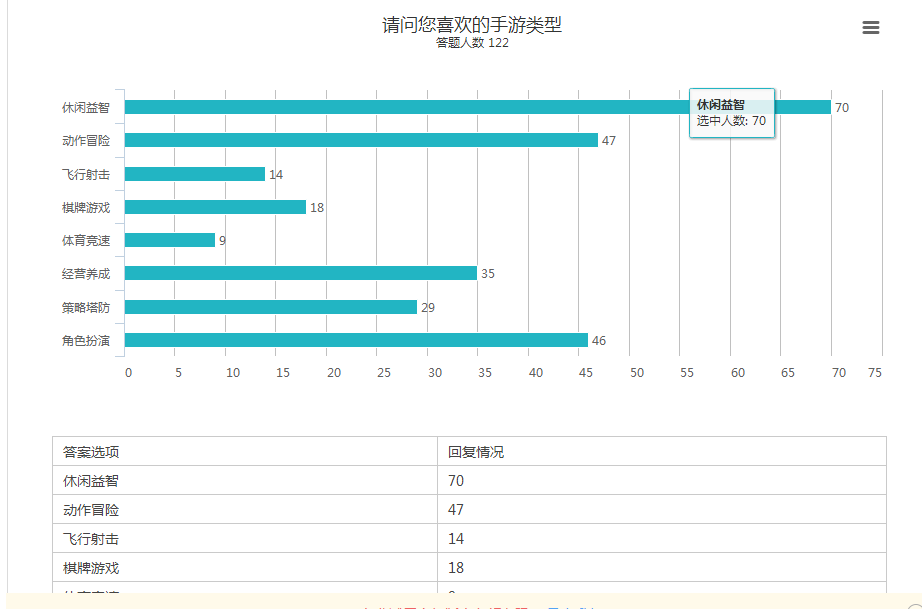 请问您喜欢的手游类型
答题人数 122
休闲益智 70
休闲益智
选中人数: 70
动作冒险 47
飞行射击 14
棋牌游戏 18
体育竞速 9
经营养成 35
策略塔防 29
角色扮演 46
0 5 10 15 20 25 30 35 40 45 50 55 60 65 70 75
答案选项 回复情况
休闲益智 70
动作冒险 47
飞行射击 14
棋牌游戏 18